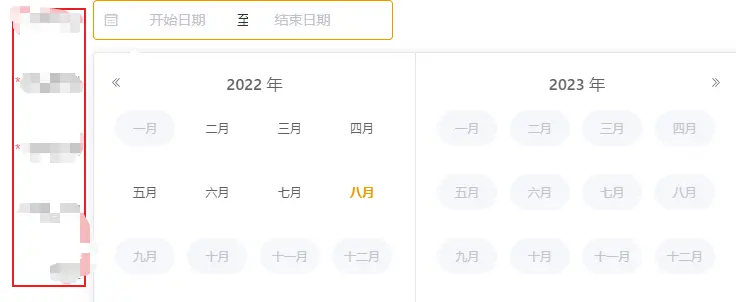 开始日期 至 结束日期
2022 年 2023 年
一月 二月 三月 四月 一月 二月 三月 四月
五月 六月 七月 八月 五月 六月 七月 八月
九月 十月 十一月 十二月 九月 十月 十一月 十二月